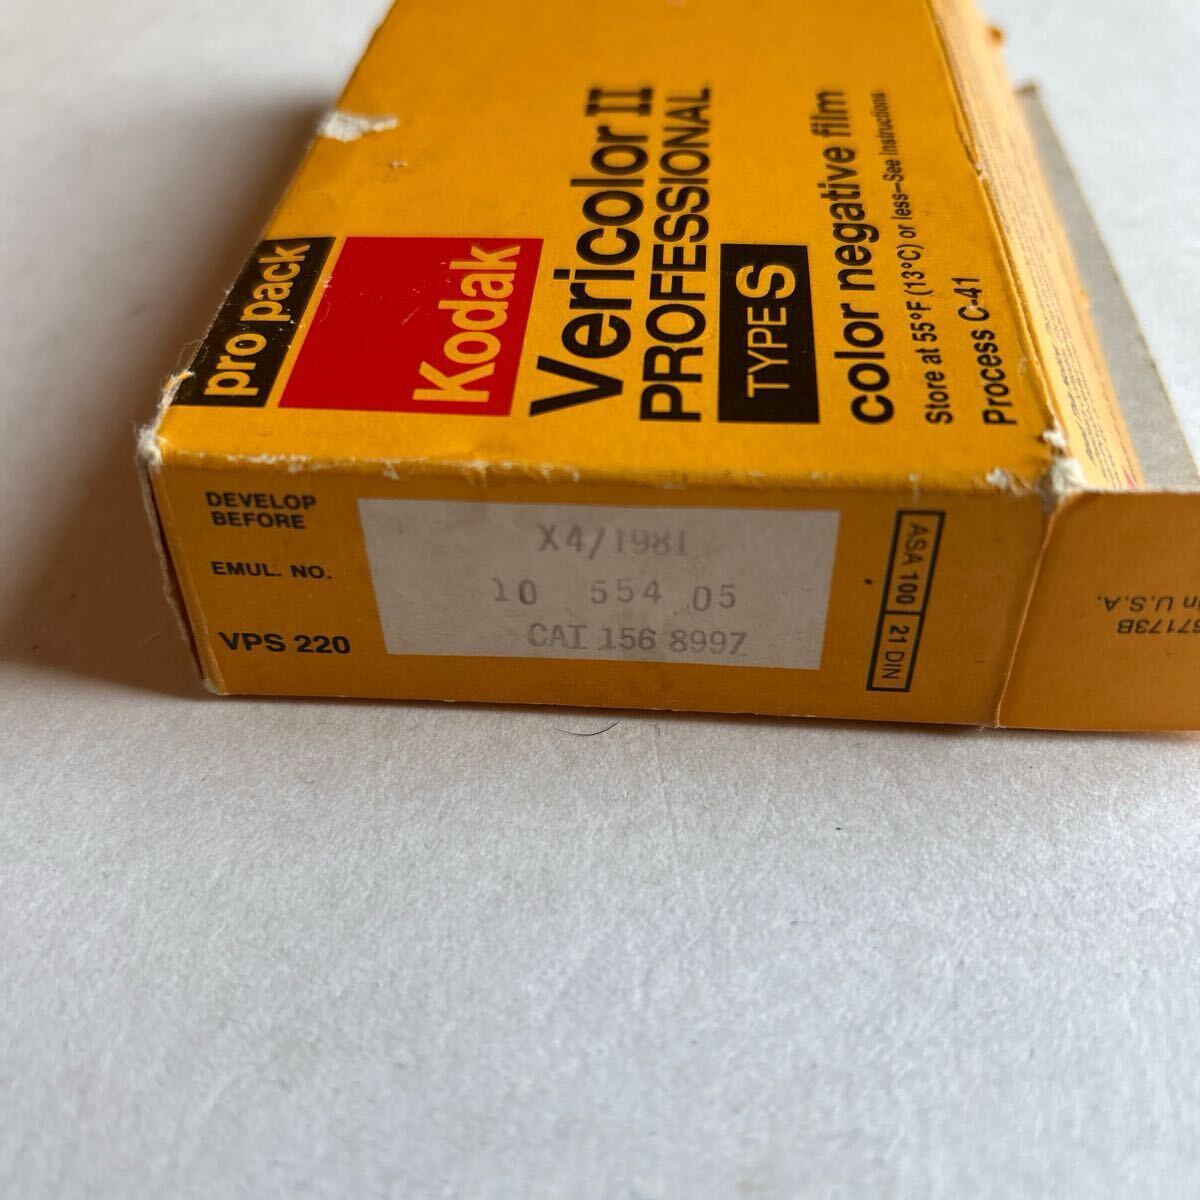 pro pack
Kodak
Vericolor II
PROFESSIONAL
TYPE S
color negative film
Store at 55°F (13°C) or less–See Instructions
Process C-41
DEVELOP
BEFORE
X4/1981
EMUL. NO.
10 554 05
VPS 220
CAT 156 8997
ASA 100 21 DIN
67173B
in U.S.A.